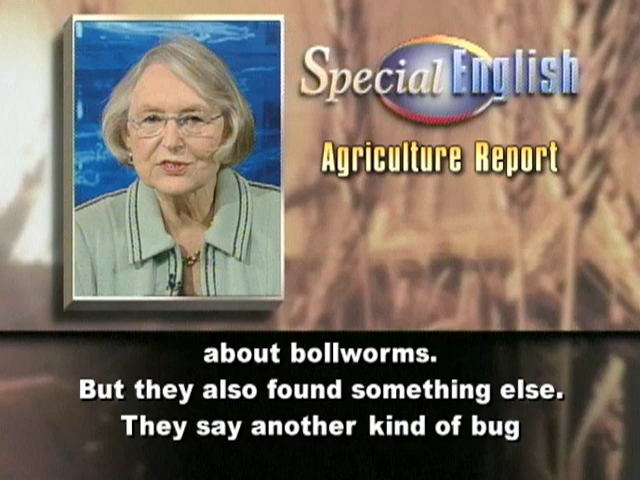 Special English
Agriculture Report
about bollworms.
But they also found something else.
They say another kind of bug